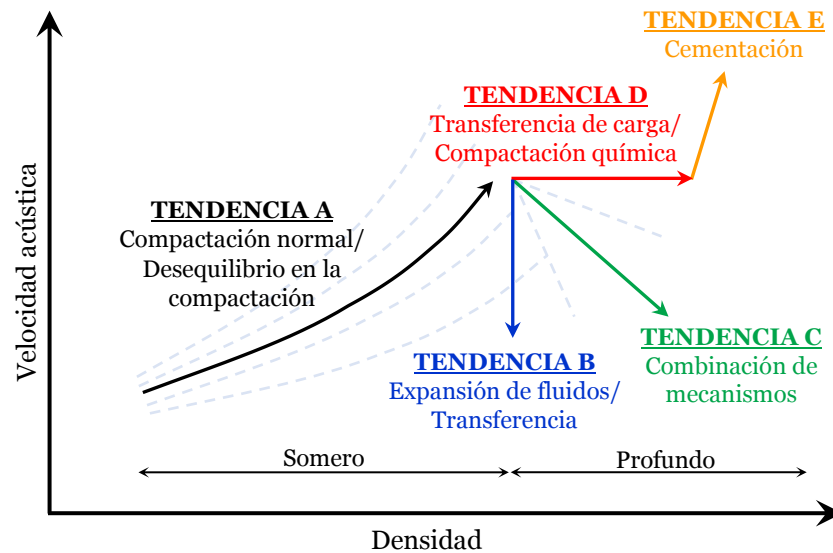 TENDENCIA E
Cementación
TENDENCIA D
Transferencia de carga/
Compactación química
TENDENCIA A
Compactación normal/
Desequilibrio en la
compactación
Velocidad acústica
TENDENCIA B
Expansión de fluidos/
Transferencia
TENDENCIA C
Combinación de
mecanismos
Somero
Profundo
Densidad